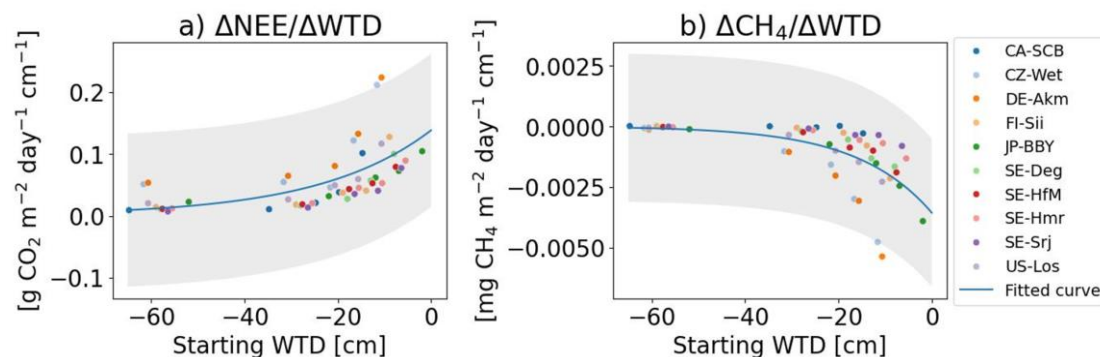 a) ΔNEE/ΔWTD
[g CO₂ m⁻² day⁻¹ cm⁻¹]
0.2
0.1
0.0
−0.1
−60
−40
−20
0
Starting WTD [cm]
b) ΔCH₄/ΔWTD
[mg CH₄ m⁻² day⁻¹ cm⁻¹]
0.0025
0.0000
−0.0025
−0.0050
−60
−40
−20
0
Starting WTD [cm]
CA-SCB
CZ-Wet
DE-Akm
FI-Sii
JP-BBY
SE-Deg
SE-HfM
SE-Hmr
SE-Srj
US-Los
Fitted curve